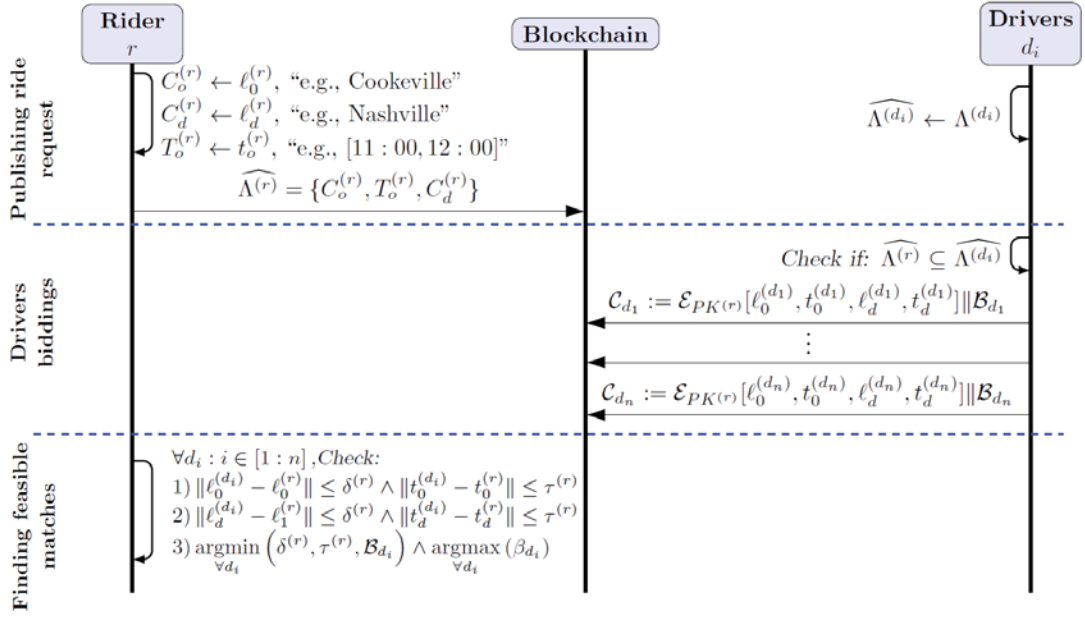 Rider
r
Blockchain
Drivers
d_i
Publishing ride
request
C_o^{(r)} ← ℓ_0^{(r)}, “e.g., Cookeville”
C_d^{(r)} ← ℓ_d^{(r)}, “e.g., Nashville”
T_o^{(r)} ← t_o^{(r)}, “e.g., [11 : 00, 12 : 00]”
\widehat{Λ^{(r)}} = {C_o^{(r)}, T_o^{(r)}, C_d^{(r)}}
\widehat{Λ^{(d_i)}} ← Λ^{(d_i)}
Drivers
biddings
Check if: \widehat{Λ^{(r)}} ⊆ \widehat{Λ^{(d_i)}}
𝒞_{d_1} := ℰ_{PK^{(r)}}[ℓ_0^{(d_1)}, t_0^{(d_1)}, ℓ_d^{(d_1)}, t_d^{(d_1)}]‖ℬ_{d_1}
⋮
𝒞_{d_n} := ℰ_{PK^{(r)}}[ℓ_0^{(d_n)}, t_0^{(d_n)}, ℓ_d^{(d_n)}, t_d^{(d_n)}]‖ℬ_{d_n}
Finding feasible
matches
∀d_i : i ∈ [1 : n] ,Check:
1) ‖ℓ_0^{(d_i)} − ℓ_0^{(r)}‖ ≤ δ^{(r)} ∧ ‖t_0^{(d_i)} − t_0^{(r)}‖ ≤ τ^{(r)}
2) ‖ℓ_d^{(d_i)} − ℓ_1^{(r)}‖ ≤ δ^{(r)} ∧ ‖t_d^{(d_i)} − t_d^{(r)}‖ ≤ τ^{(r)}
3) argmin_{∀d_i} (δ^{(r)}, τ^{(r)}, ℬ_{d_i}) ∧ argmax_{∀d_i} (β_{d_i})